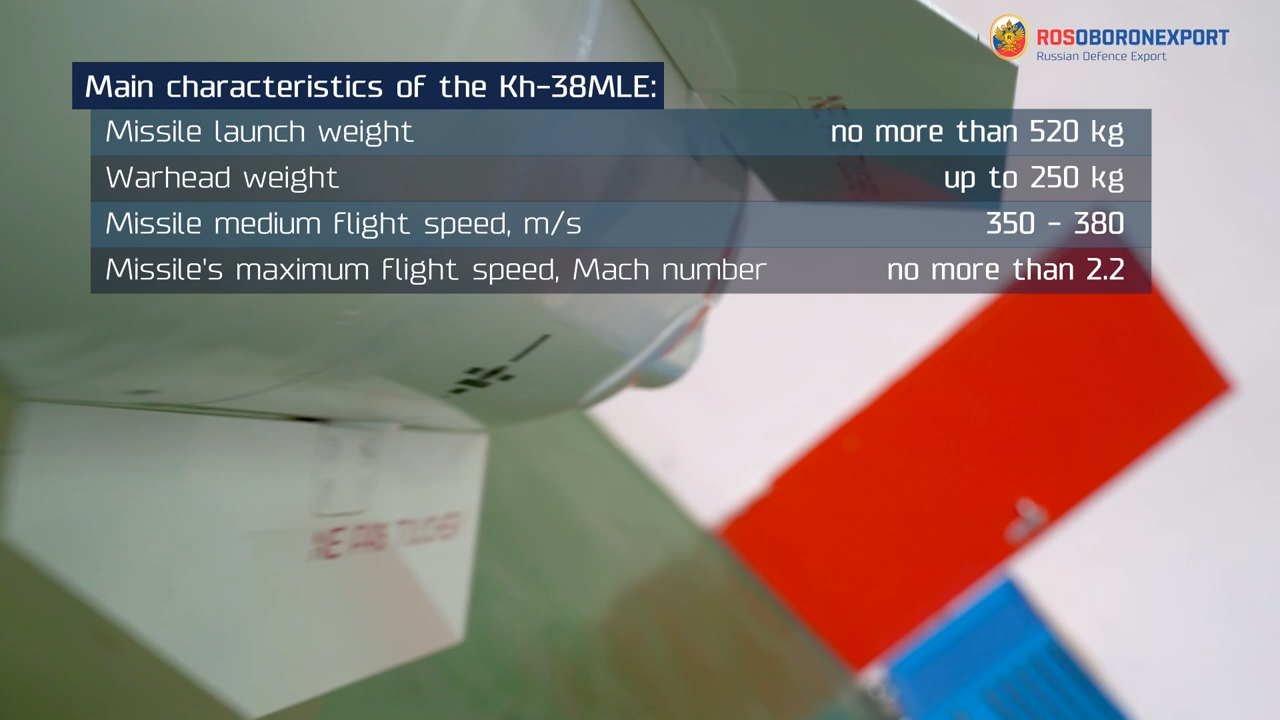 ROSOBORONEXPORT
Russian Defence Export
Main characteristics of the Kh-38MLE:
Missile launch weight no more than 520 kg
Warhead weight up to 250 kg
Missile medium flight speed, m/s 350 - 380
Missile's maximum flight speed, Mach number no more than 2.2
NE PAS